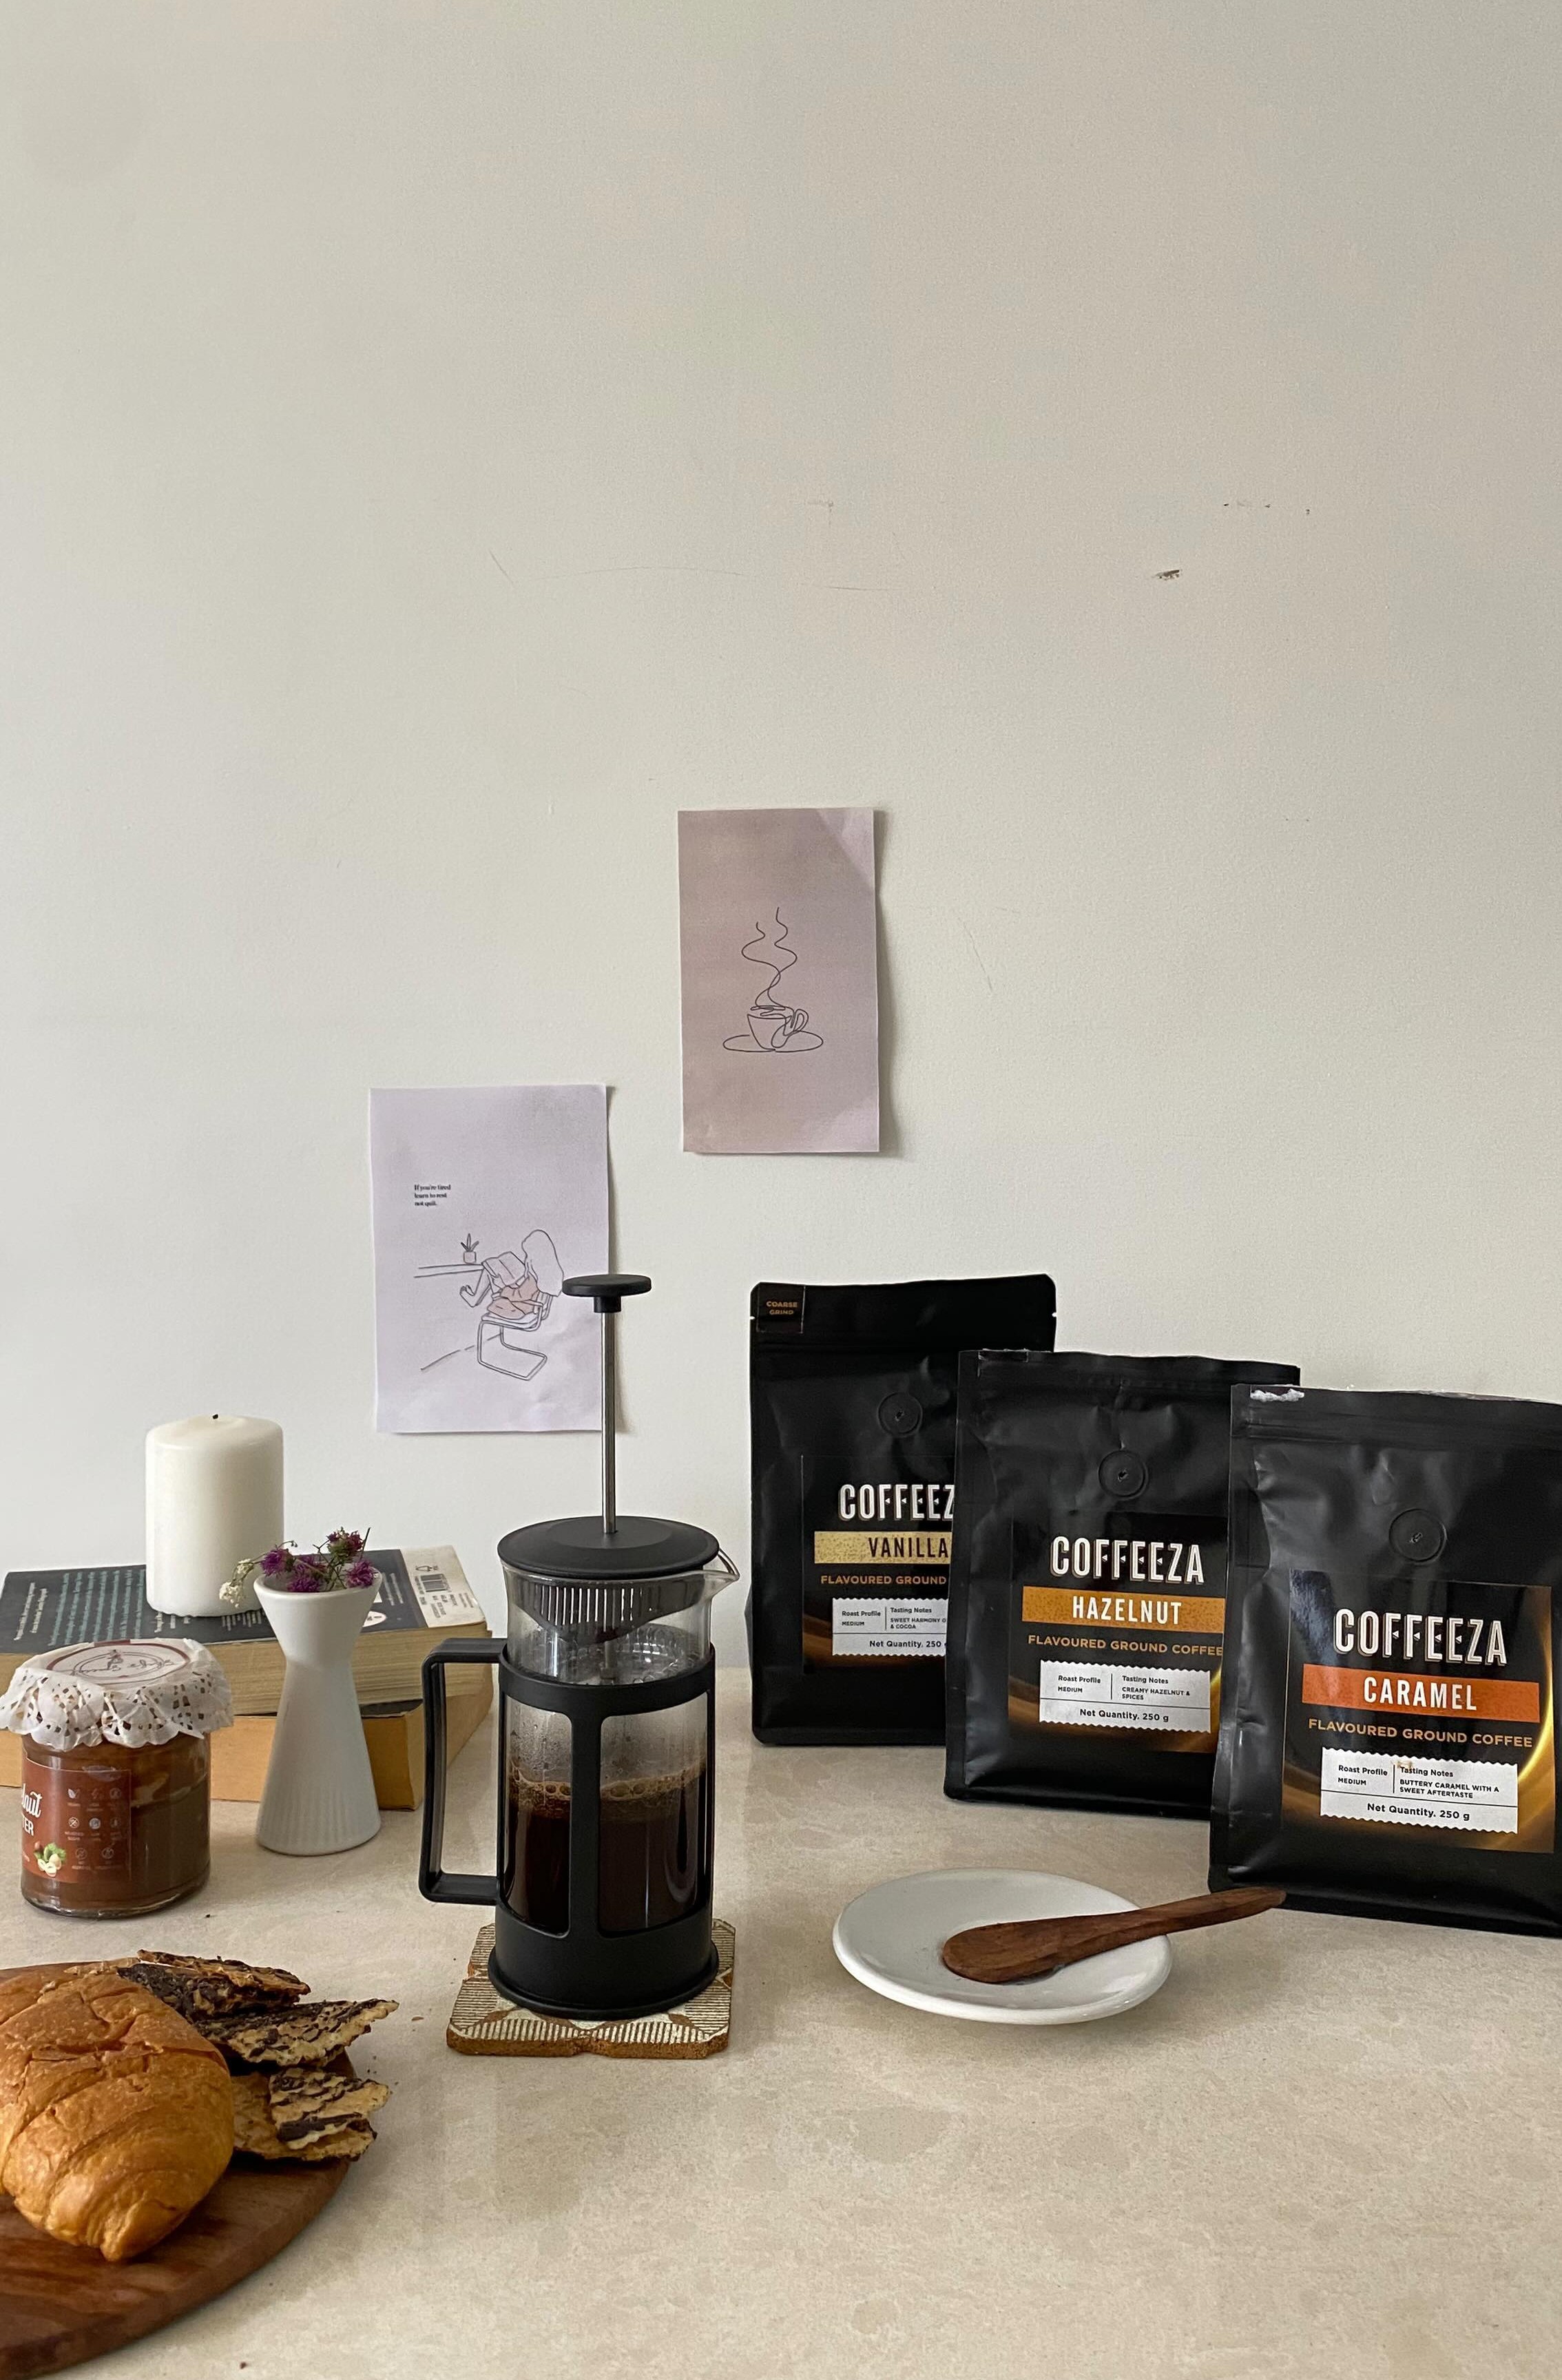 If you're tired
learn to rest
not quit.
COARSE
GRIND
COFFEEZ
VANILLA
FLAVOURED GROUND
Roast Profile
MEDIUM
Tasting Notes
SWEET HARMONY O
& COCOA
Net Quantity. 250 g
COFFEEZA
HAZELNUT
FLAVOURED GROUND COFFEE
Roast Profile
MEDIUM
Tasting Notes
CREAMY HAZELNUT &
SPICES
Net Quantity. 250 g
COFFEEZA
CARAMEL
FLAVOURED GROUND COFFEE
Roast Profile
MEDIUM
Tasting Notes
BUTTERY CARAMEL WITH A
SWEET AFTERTASTE
Net Quantity. 250 g